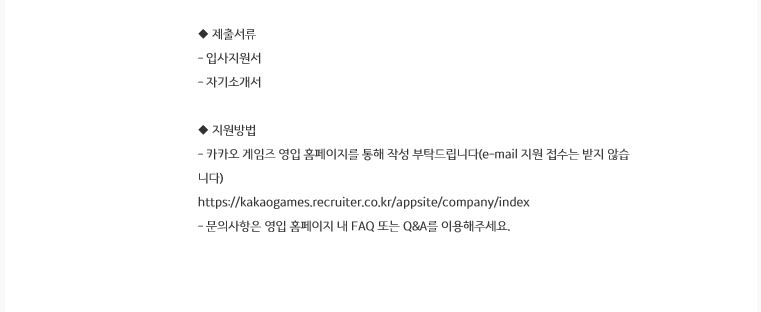 ◆ 제출서류
- 입사지원서
- 자기소개서
◆ 지원방법
- 카카오 게임즈 영입 홈페이지를 통해 작성 부탁드립니다(e-mail 지원 접수는 받지 않습
니다)
https://kakaogames.recruiter.co.kr/appsite/company/index
- 문의사항은 영입 홈페이지 내 FAQ 또는 Q&A를 이용해주세요.